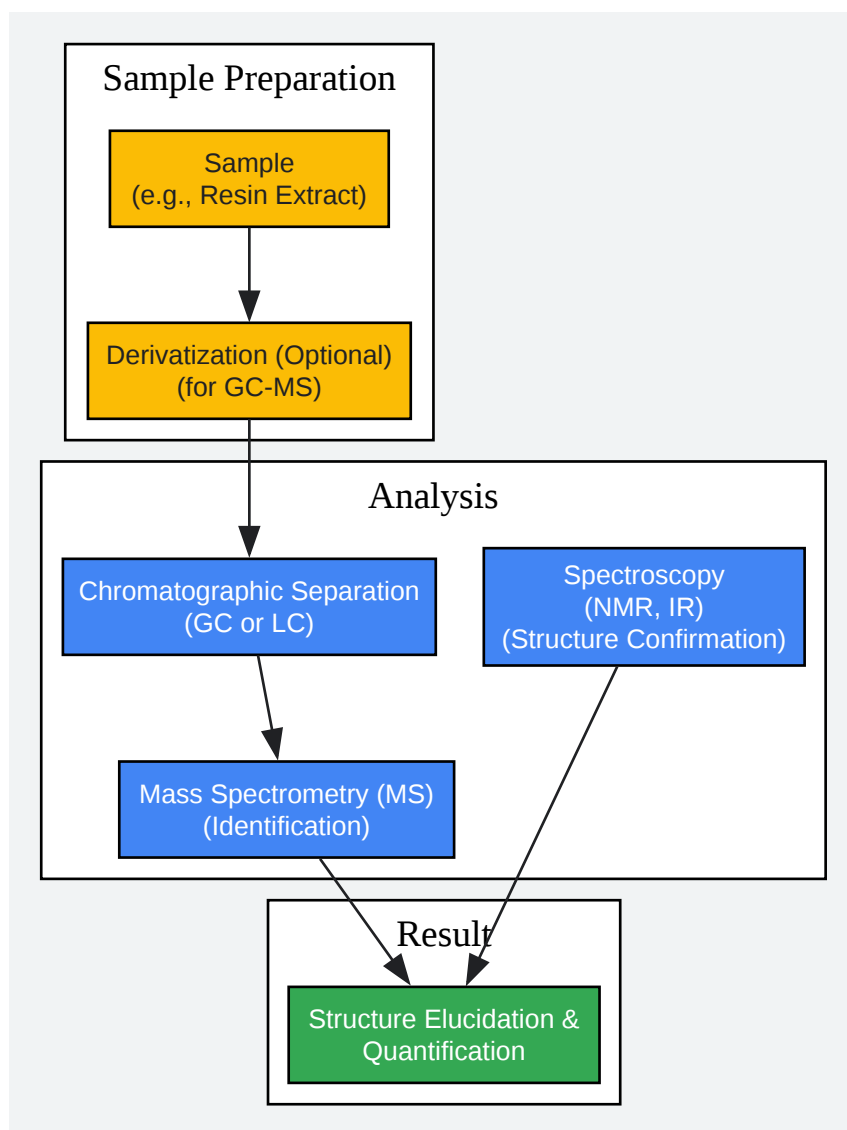 Sample Preparation
Sample
(e.g., Resin Extract)
Derivatization (Optional)
(for GC-MS)
Analysis
Chromatographic Separation
(GC or LC)
Spectroscopy
(NMR, IR)
(Structure Confirmation)
Mass Spectrometry (MS)
(Identification)
Result
Structure Elucidation &
Quantification